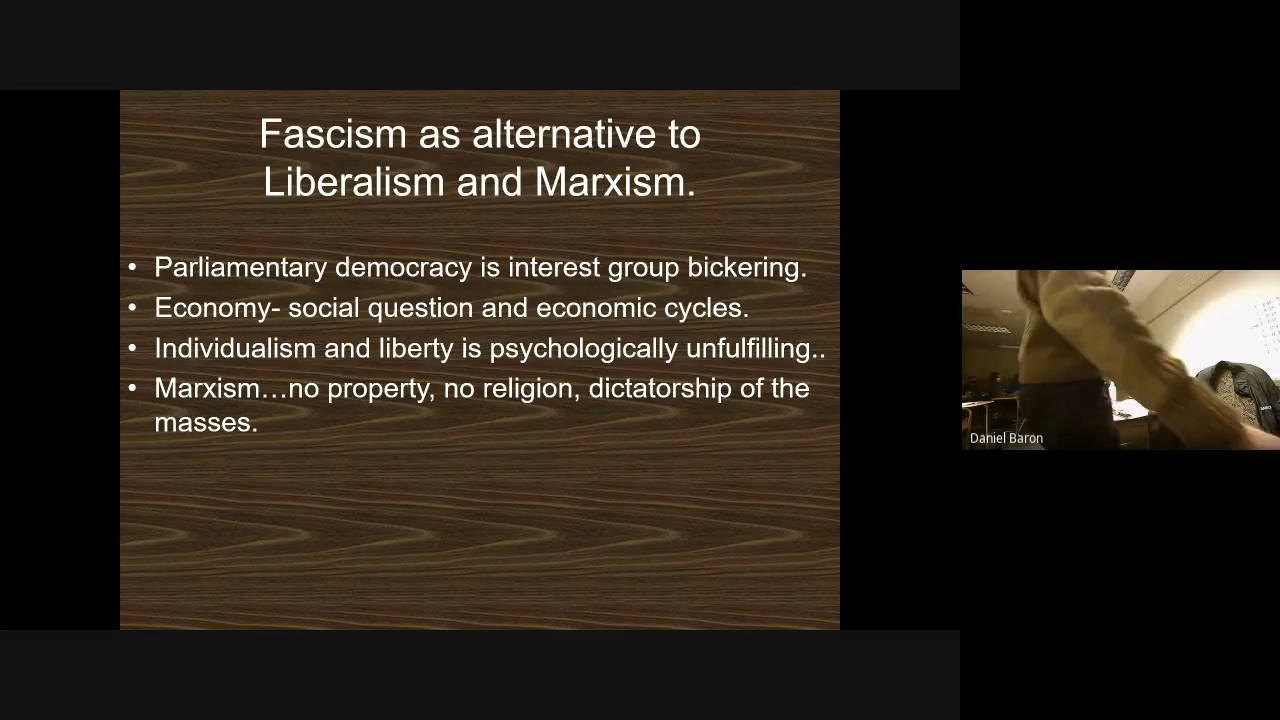 Fascism as alternative to
Liberalism and Marxism.
• Parliamentary democracy is interest group bickering.
• Economy- social question and economic cycles.
• Individualism and liberty is psychologically unfulfilling..
• Marxism…no property, no religion, dictatorship of the
masses.
Daniel Baron